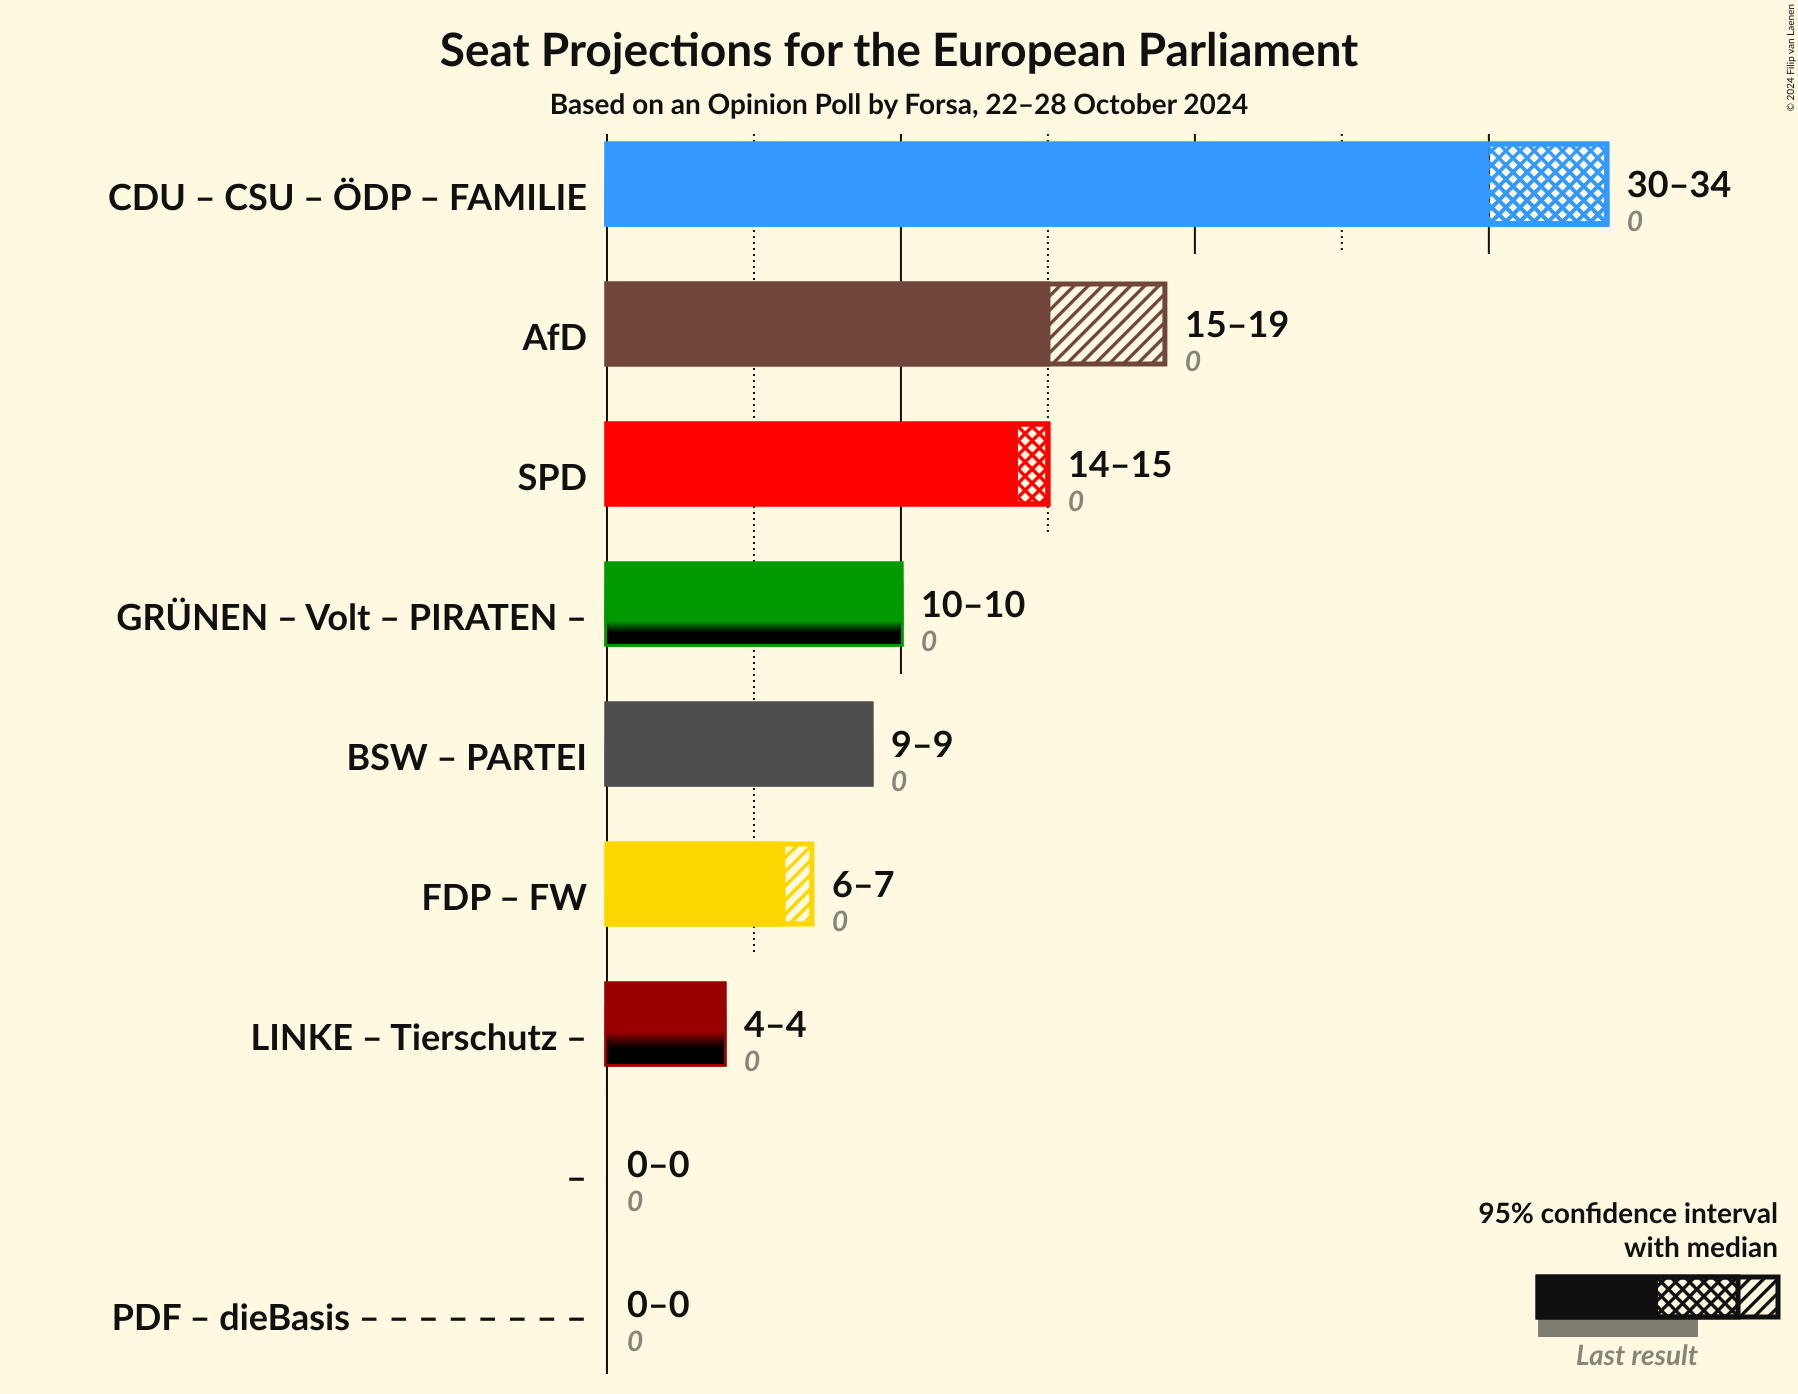 Seat Projections for the European Parliament
Based on an Opinion Poll by Forsa, 22–28 October 2024
© 2024 Filip van Laenen
CDU – CSU – ÖDP – FAMILIE
30–34
0
AfD
15–19
0
SPD
14–15
0
GRÜNEN – Volt – PIRATEN –
10–10
0
BSW – PARTEI
9–9
0
FDP – FW
6–7
0
LINKE – Tierschutz –
4–4
0
–
0–0
0
PDF – dieBasis – – – – – – – –
0–0
0
95% confidence interval
with median
Last result